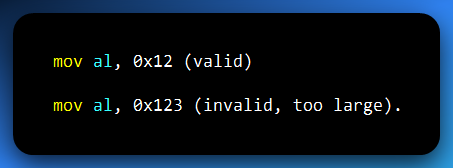 mov al, 0x12 (valid)
mov al, 0x123 (invalid, too large).